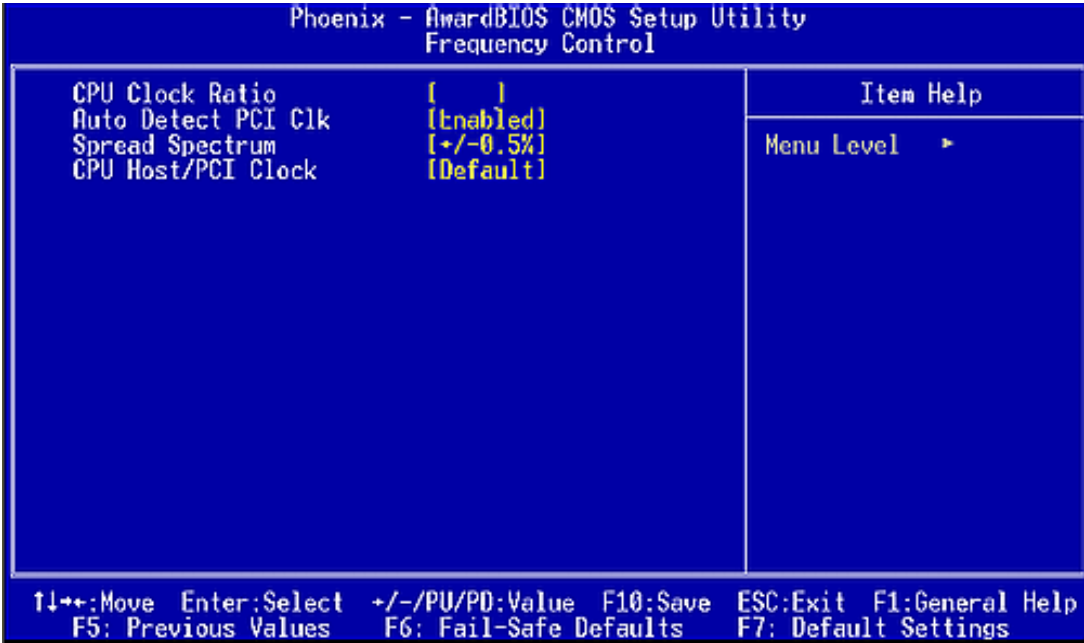 Phoenix - AwardBIOS CMOS Setup Utility
Frequency Control
CPU Clock Ratio [ ]
Auto Detect PCI Clk [Enabled]
Spread Spectrum [+/-0.5%]
CPU Host/PCI Clock [Default]
Item Help
Menu Level ►
↑↓→←:Move Enter:Select +/-/PU/PD:Value F10:Save ESC:Exit F1:General Help
F5: Previous Values F6: Fail-Safe Defaults F7: Default Settings